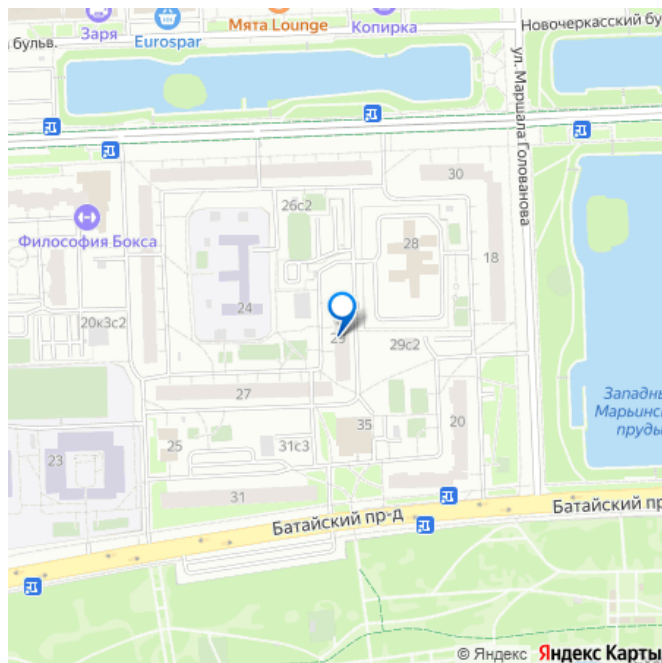 Заря
Eurospar
Мята Lounge
Копирка
бульв.
Новочеркасский бу
ул. Маршала Голованова
30
26с2
28
18
Философия Бокса
24
20к3с2
29с2
27
Западнь
Марьинс
пруды
35
20
25
31с3
23
31
Батайский пр-д
Батайский пр
© Яндекс Яндекс Карты